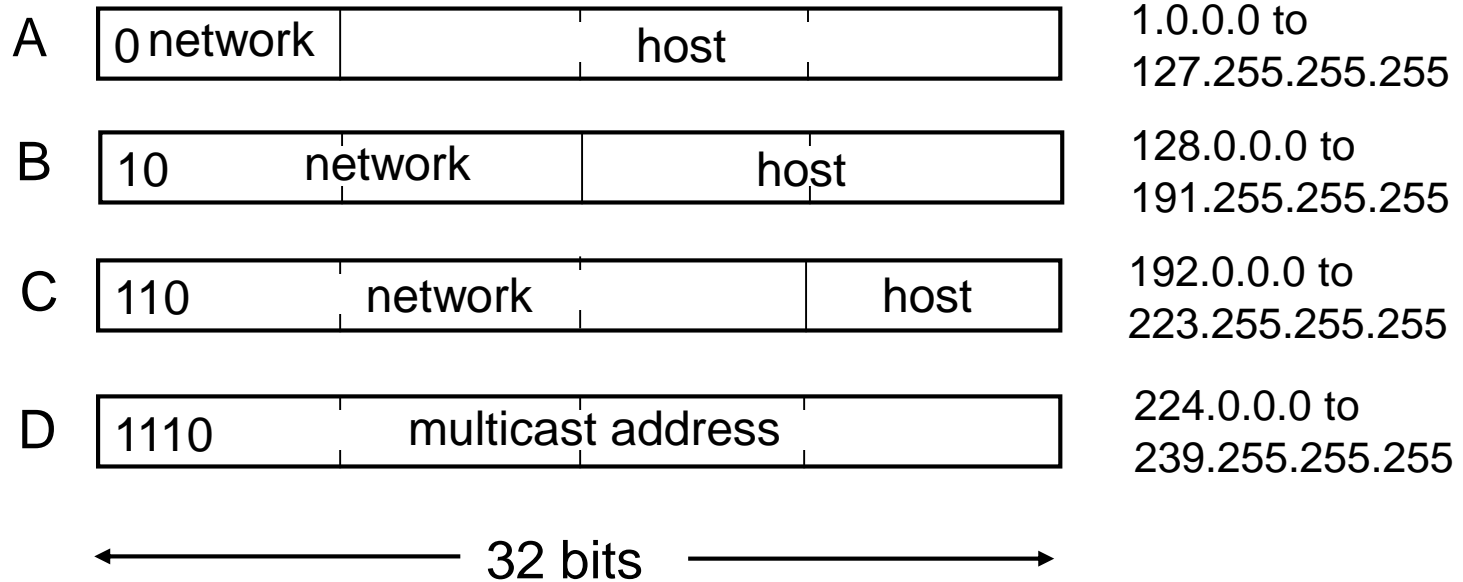 A 0 network host 1.0.0.0 to
127.255.255.255
B 10 network host 128.0.0.0 to
191.255.255.255
C 110 network host 192.0.0.0 to
223.255.255.255
D 1110 multicast address 224.0.0.0 to
239.255.255.255
32 bits